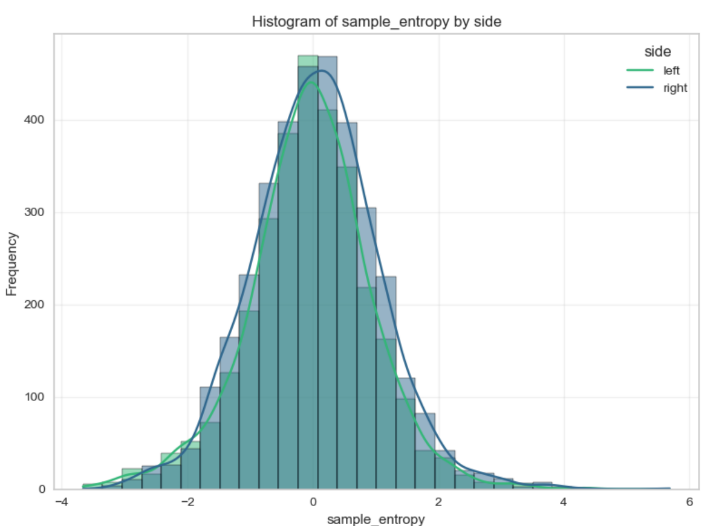 Histogram of sample_entropy by side
side
left
right
Frequency
400
300
200
100
0
−4 −2 0 2 4 6
sample_entropy